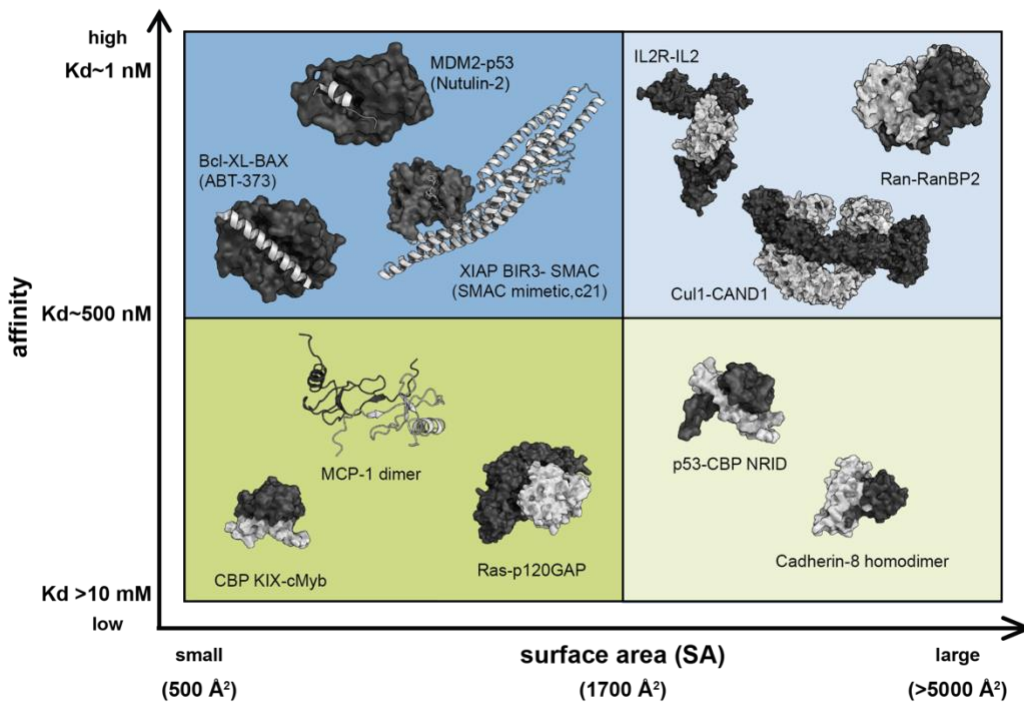 high
Kd~1 nM
Kd~500 nM
affinity
Kd >10 mM
low
MDM2-p53
(Nutulin-2)
Bcl-XL-BAX
(ABT-373)
XIAP BIR3- SMAC
(SMAC mimetic,c21)
IL2R-IL2
Ran-RanBP2
Cul1-CAND1
MCP-1 dimer
CBP KIX-cMyb
Ras-p120GAP
p53-CBP NRID
Cadherin-8 homodimer
small
(500 Å²)
surface area (SA)
(1700 Å²)
large
(>5000 Å²)